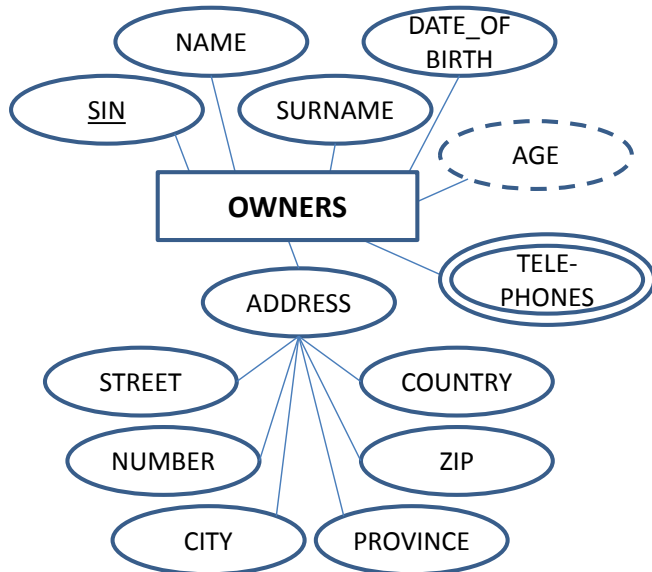 NAME
DATE_OF
BIRTH
SIN
SURNAME
AGE
OWNERS
TELE-
PHONES
ADDRESS
STREET
COUNTRY
NUMBER
ZIP
CITY
PROVINCE